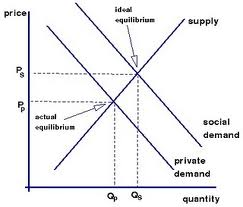 price
ideal
equilibrium
supply
Ps
Pp
actual
equilibrium
social
demand
private
demand
Qp
Qs
quantity